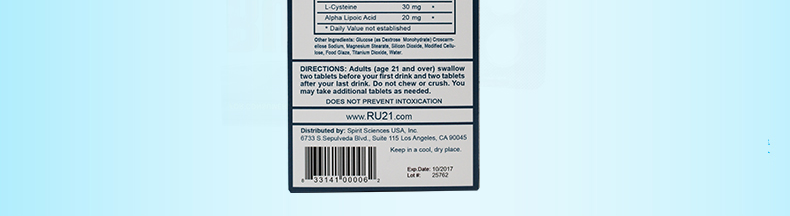 L-Cysteine 30 mg •
Alpha Lipoic Acid 20 mg •
* Daily Value not established
Other Ingredients: Glucose (as Dextrose Monohydrate) Croscarm-
ellose Sodium, Magnesium Stearate, Silicon Dioxide, Modified Cellu-
lose, Food Glaze, Titanium Dioxide, Water.
DIRECTIONS: Adults (age 21 and over) swallow
two tablets before your first drink and two tablets
after your last drink. Do not chew or crush. You
may take additional tablets as needed.
DOES NOT PREVENT INTOXICATION
www.RU21.com
Distributed by: Spirit Sciences USA, Inc.
6733 S.Sepulveda Blvd., Suite 115 Los Angeles, CA 90045
Keep in a cool, dry place.
Exp.Date: 10/2017
Lot #: 25762
8 33141 00006 2